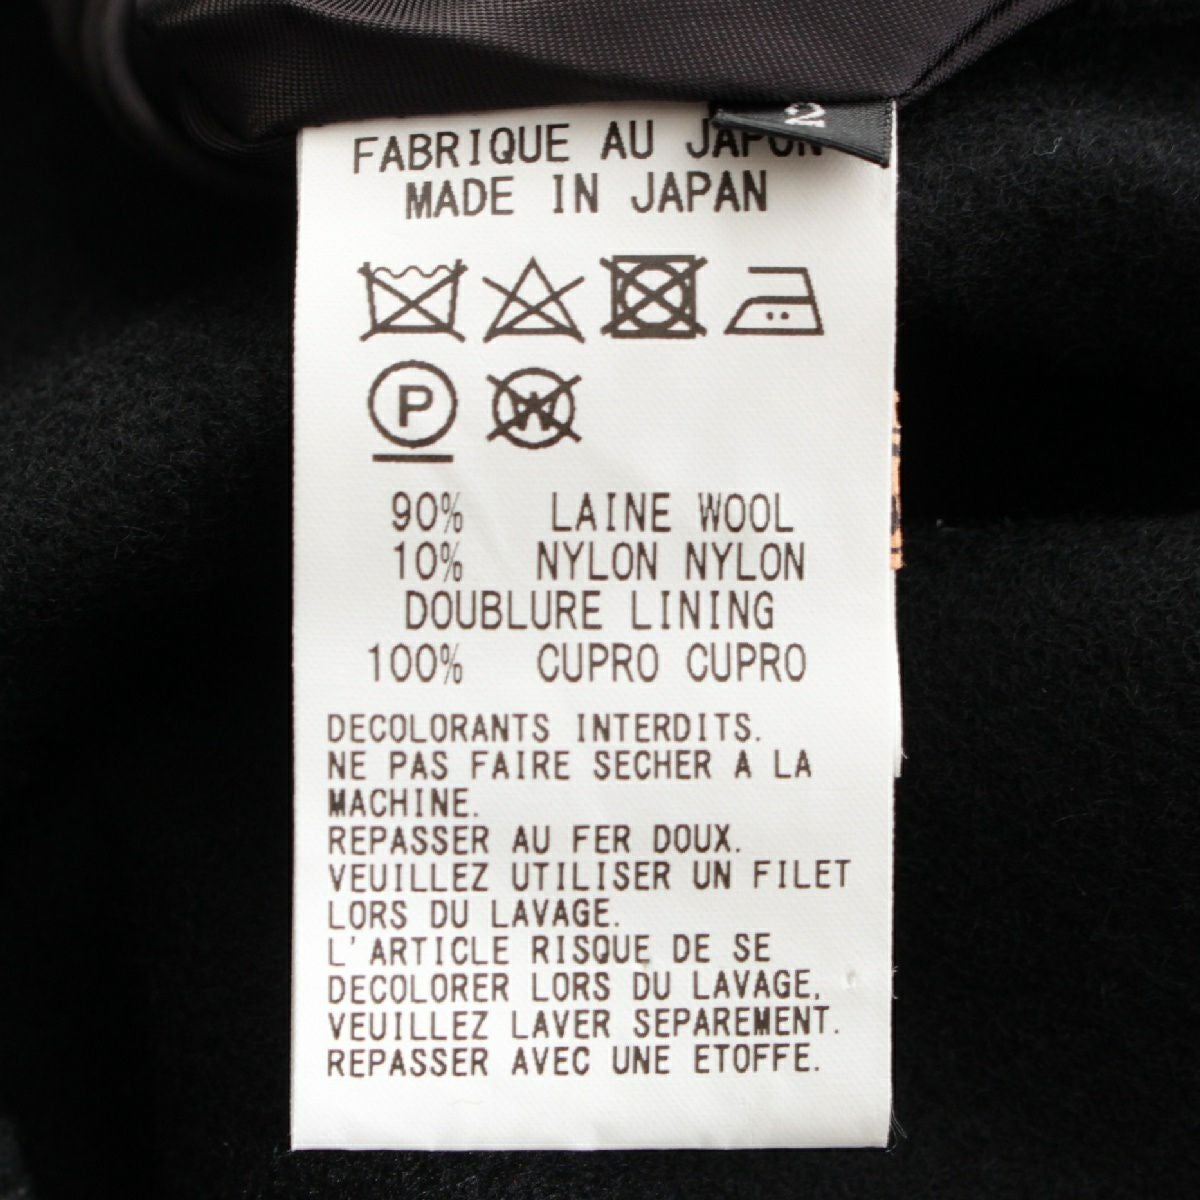 FABRIQUE AU JAPON
MADE IN JAPAN
P
W
90% LAINE WOOL
10% NYLON NYLON
DOUBLURE LINING
100% CUPRO CUPRO
DECOLORANTS INTERDITS.
NE PAS FAIRE SECHER A LA
MACHINE.
REPASSER AU FER DOUX.
VEUILLEZ UTILISER UN FILET
LORS DU LAVAGE.
L'ARTICLE RISQUE DE SE
DECOLORER LORS DU LAVAGE,
VEUILLEZ LAVER SEPAREMENT.
REPASSER AVEC UNE ETOFFE.